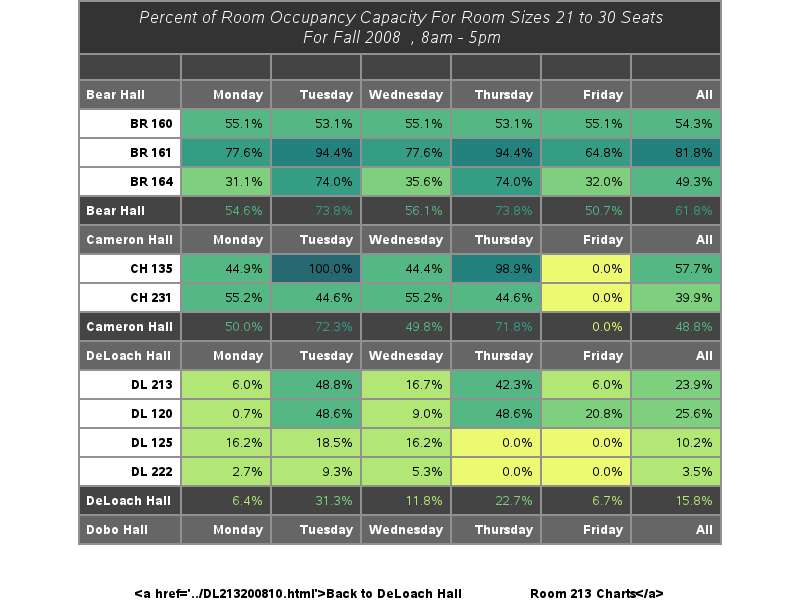 Percent of Room Occupancy Capacity For Room Sizes 21 to 30 Seats
For Fall 2008 , 8am - 5pm
Bear Hall Monday Tuesday Wednesday Thursday Friday All
BR 160 55.1% 53.1% 55.1% 53.1% 55.1% 54.3%
BR 161 77.6% 94.4% 77.6% 94.4% 64.8% 81.8%
BR 164 31.1% 74.0% 35.6% 74.0% 32.0% 49.3%
Bear Hall 54.6% 73.8% 56.1% 73.8% 50.7% 61.8%
Cameron Hall Monday Tuesday Wednesday Thursday Friday All
CH 135 44.9% 100.0% 44.4% 98.9% 0.0% 57.7%
CH 231 55.2% 44.6% 55.2% 44.6% 0.0% 39.9%
Cameron Hall 50.0% 72.3% 49.8% 71.8% 0.0% 48.8%
DeLoach Hall Monday Tuesday Wednesday Thursday Friday All
DL 213 6.0% 48.8% 16.7% 42.3% 6.0% 23.9%
DL 120 0.7% 48.6% 9.0% 48.6% 20.8% 25.6%
DL 125 16.2% 18.5% 16.2% 0.0% 0.0% 10.2%
DL 222 2.7% 9.3% 5.3% 0.0% 0.0% 3.5%
DeLoach Hall 6.4% 31.3% 11.8% 22.7% 6.7% 15.8%
Dobo Hall Monday Tuesday Wednesday Thursday Friday All
<a href='../DL213200810.html'>Back to DeLoach Hall Room 213 Charts</a>